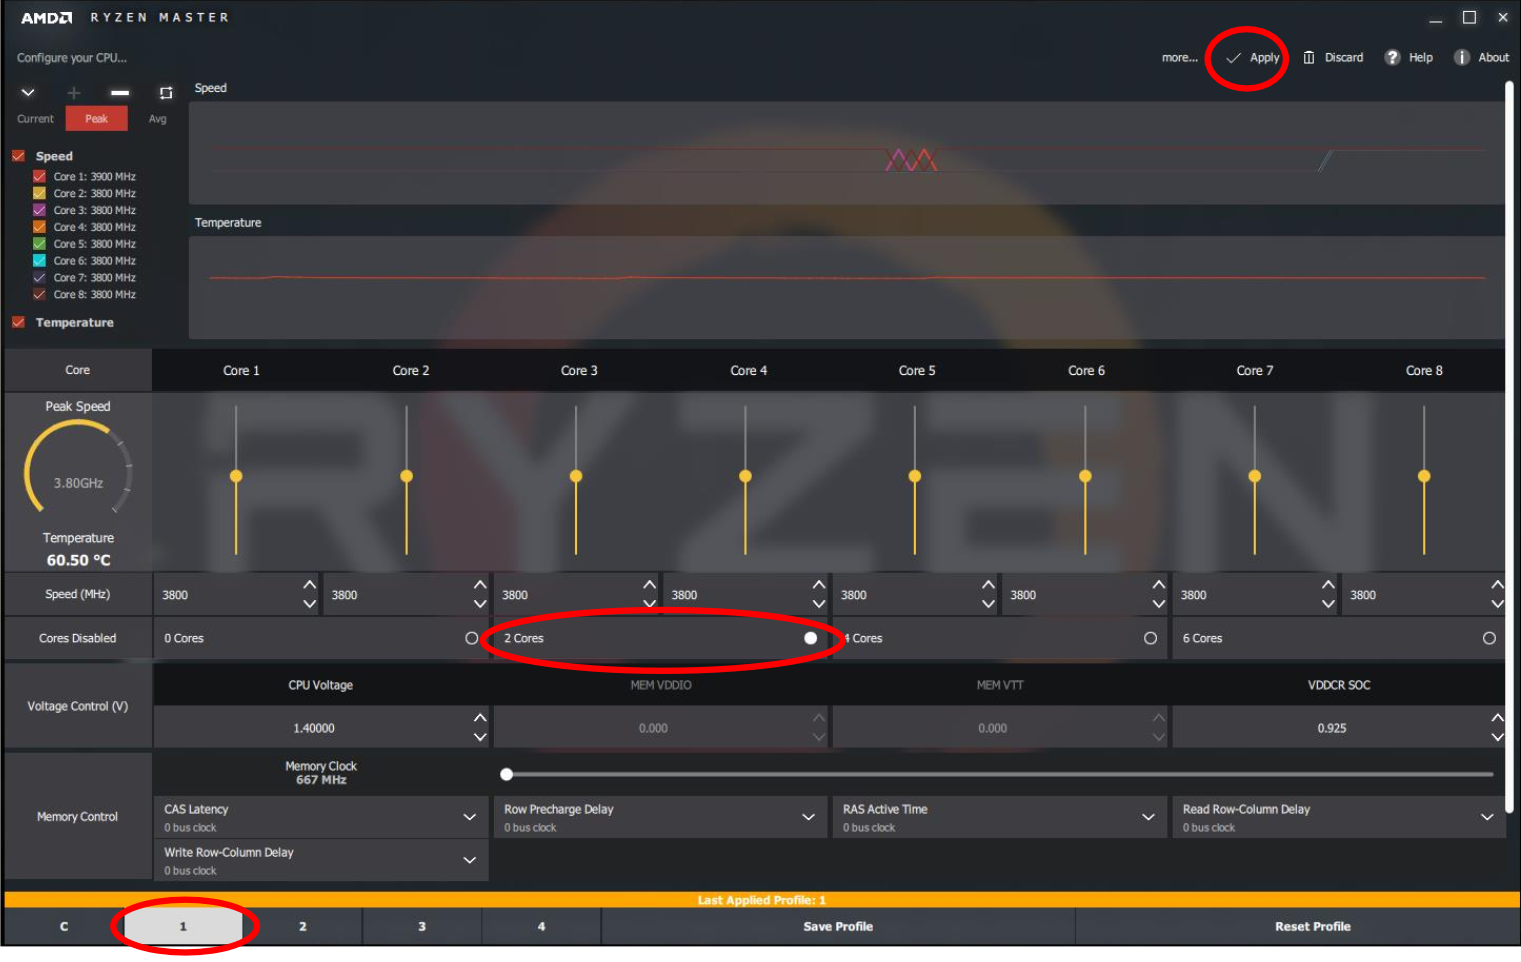 AMD RYZEN MASTER
Configure your CPU...
more... Apply Discard ? Help i About
Speed
Current Peak Avg
Speed
Core 1: 3900 MHz
Core 2: 3800 MHz
Core 3: 3800 MHz
Core 4: 3800 MHz
Core 5: 3800 MHz
Core 6: 3800 MHz
Core 7: 3800 MHz
Core 8: 3800 MHz
Temperature
Temperature
Core Core 1 Core 2 Core 3 Core 4 Core 5 Core 6 Core 7 Core 8
RYZEN
Peak Speed
3.80GHz
Temperature
60.50 °C
Speed (MHz) 3800 3800 3800 3800 3800 3800 3800 3800
Cores Disabled 0 Cores 2 Cores 4 Cores 6 Cores
Voltage Control (V)
CPU Voltage MEM VDDIO MEM VTT VDDCR SOC
1.40000 0.000 0.000 0.925
Memory Control
Memory Clock
667 MHz
CAS Latency Row Precharge Delay RAS Active Time Read Row-Column Delay
0 bus clock 0 bus clock 0 bus clock 0 bus clock
Write Row-Column Delay
0 bus clock
Last Applied Profile: 1
C 1 2 3 4 Save Profile Reset Profile